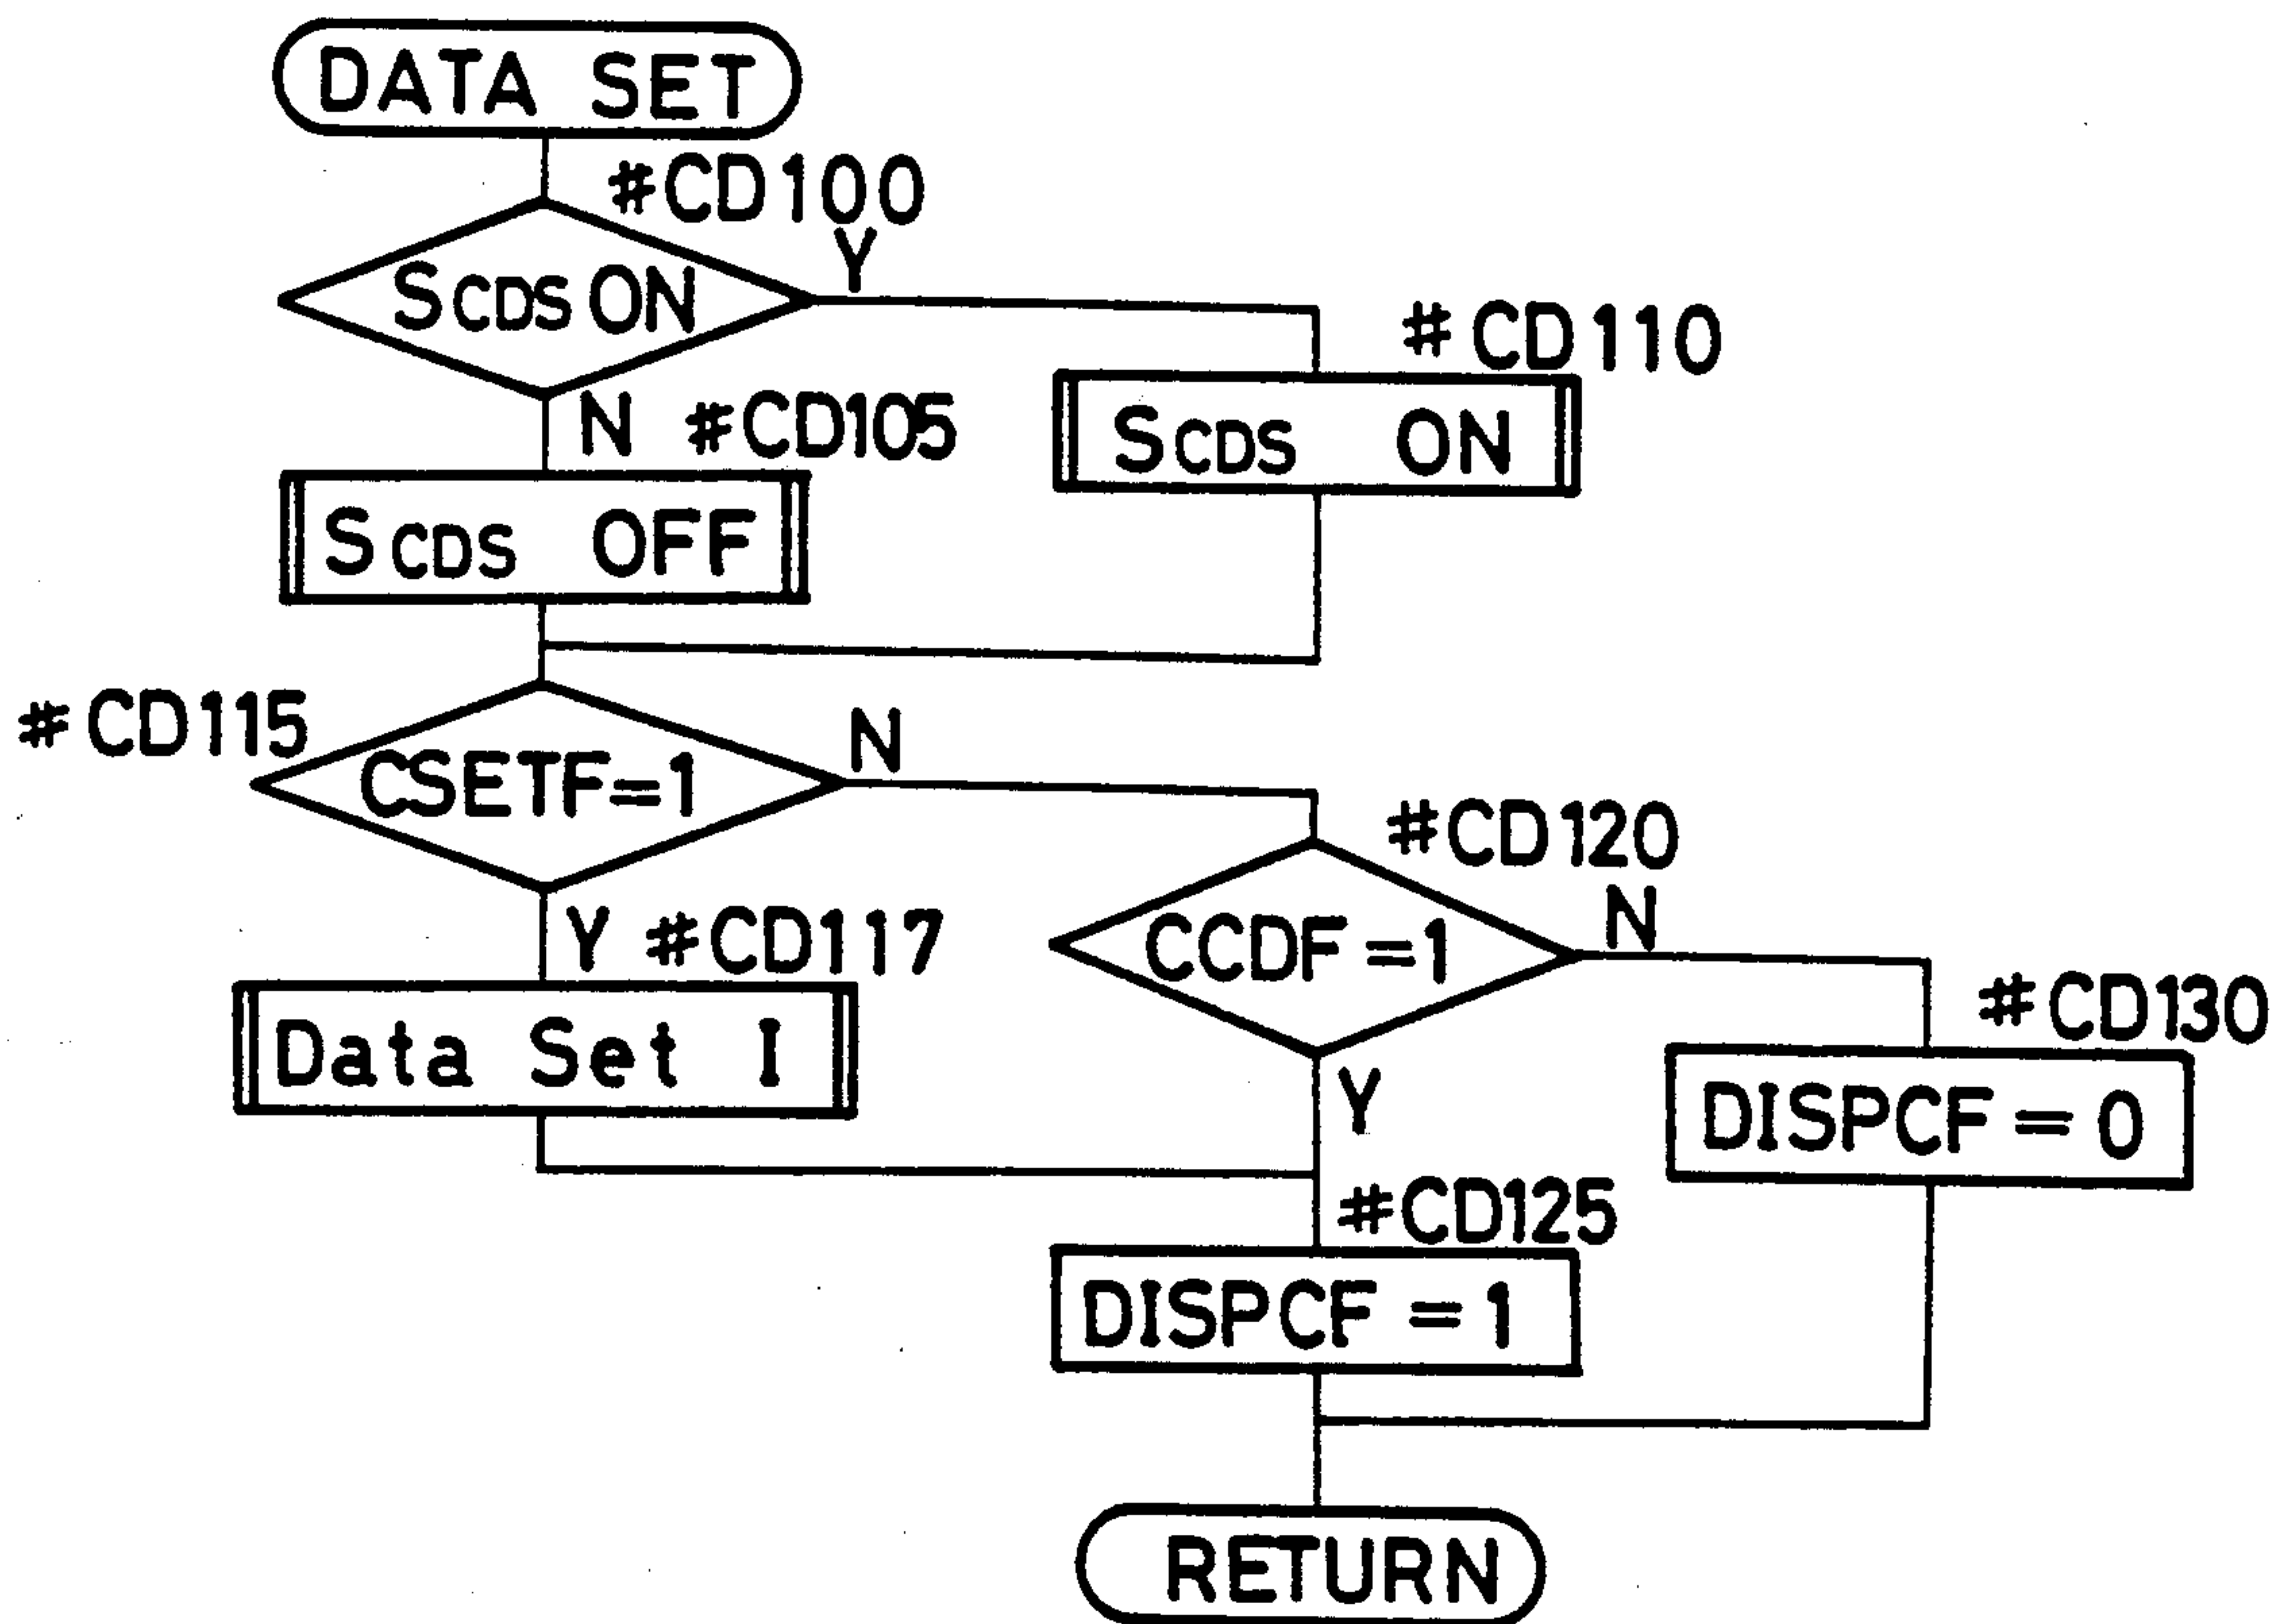 DATA SET
#CD100
SCDS ON
Y
#CD110
SCDS ON
N #CD105
SCDS OFF
#CD115
CSETF=1
N
#CD120
CCDF=1
N
Y #CD117
Data Set I
#CD130
DISPCF=0
Y
#CD125
DISPCF=1
RETURN